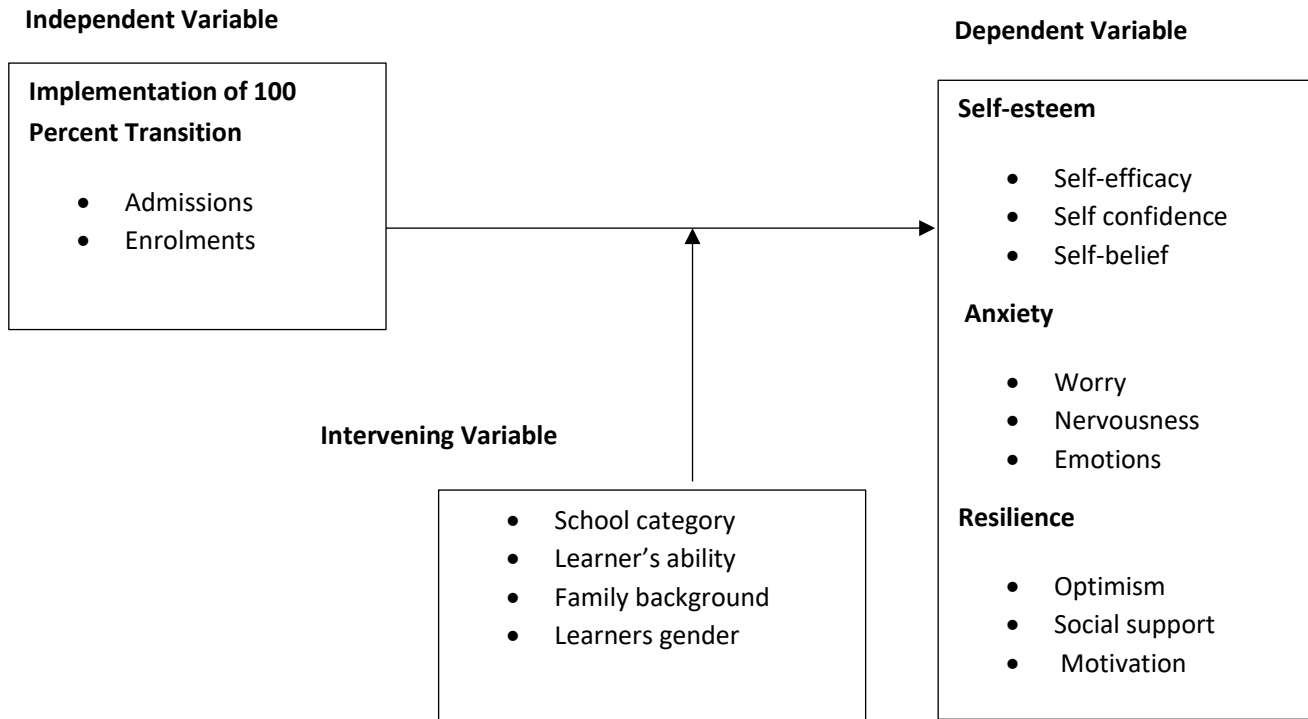 Independent Variable
Implementation of 100
Percent Transition
• Admissions
• Enrolments
Intervening Variable
• School category
• Learner’s ability
• Family background
• Learners gender
Dependent Variable
Self-esteem
• Self-efficacy
• Self confidence
• Self-belief
Anxiety
• Worry
• Nervousness
• Emotions
Resilience
• Optimism
• Social support
• Motivation